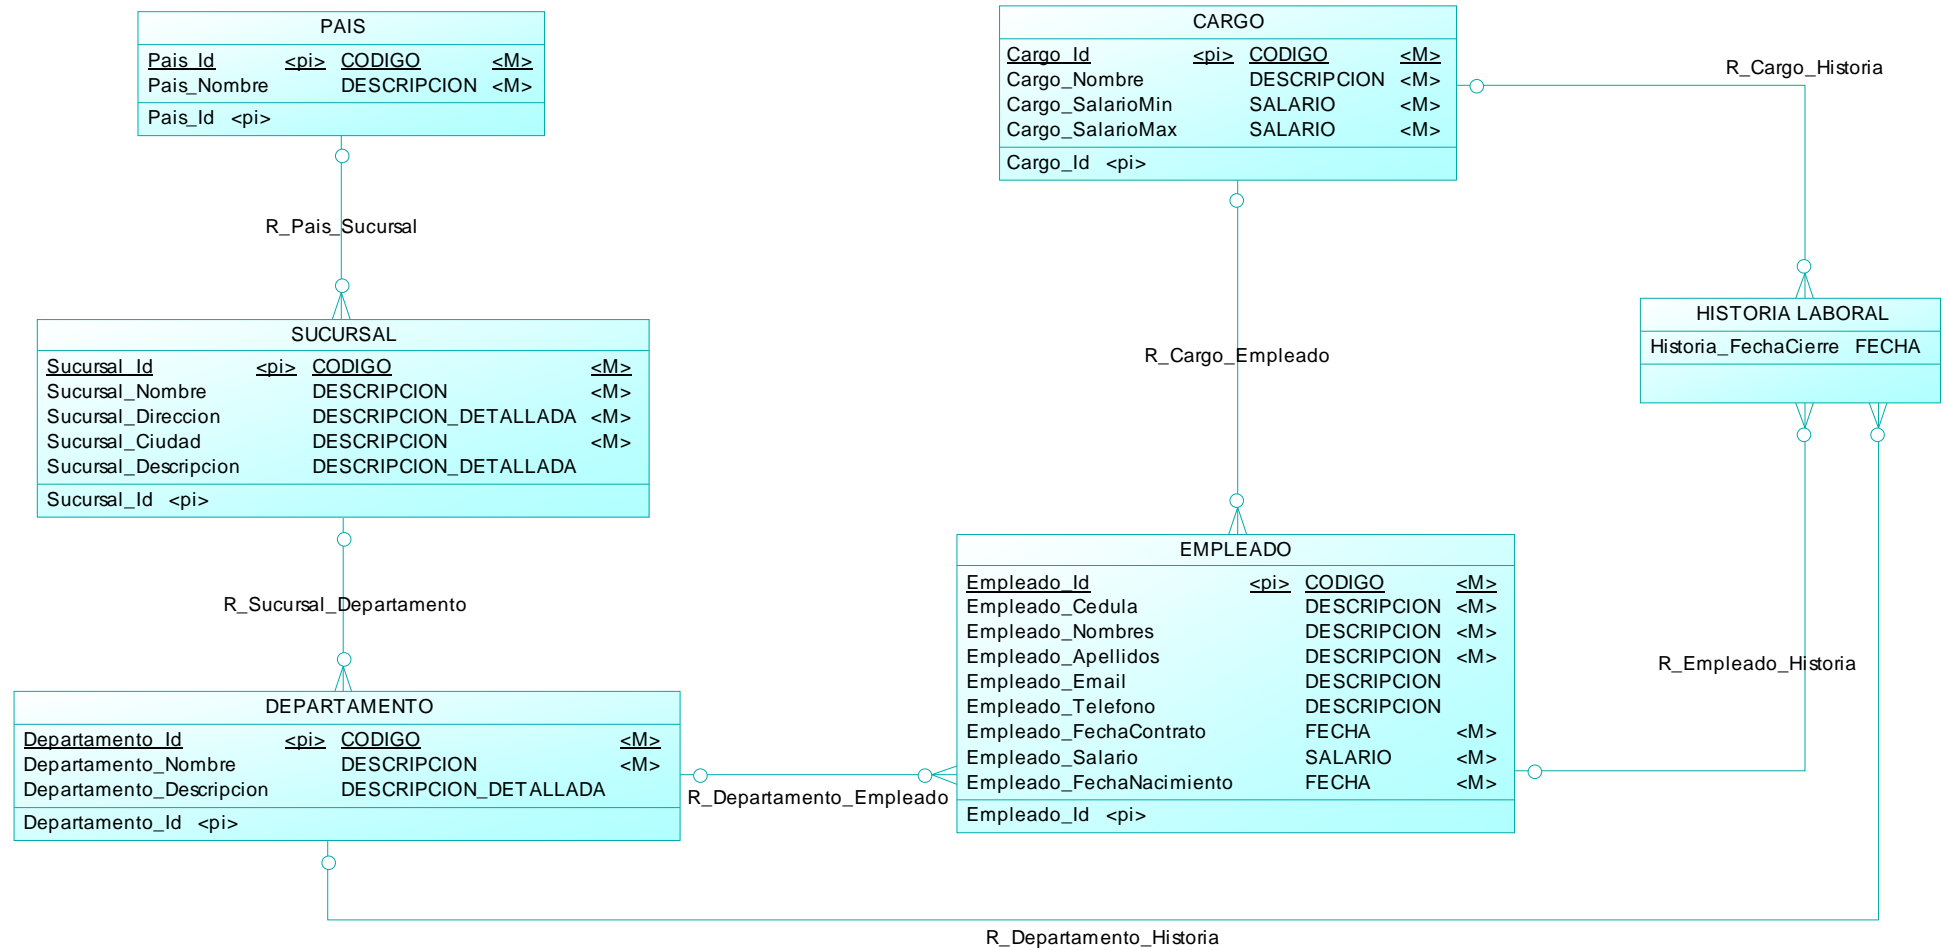 PAIS
Pais_Id <pi> CODIGO <M>
Pais_Nombre DESCRIPCION <M>
Pais_Id <pi>
R_Pais_Sucursal
SUCURSAL
Sucursal_Id <pi> CODIGO <M>
Sucursal_Nombre DESCRIPCION <M>
Sucursal_Direccion DESCRIPCION_DETALLADA <M>
Sucursal_Ciudad DESCRIPCION <M>
Sucursal_Descripcion DESCRIPCION_DETALLADA
Sucursal_Id <pi>
R_Sucursal_Departamento
DEPARTAMENTO
Departamento_Id <pi> CODIGO <M>
Departamento_Nombre DESCRIPCION <M>
Departamento_Descripcion DESCRIPCION_DETALLADA
Departamento_Id <pi>
R_Departamento_Empleado
CARGO
Cargo_Id <pi> CODIGO <M>
Cargo_Nombre DESCRIPCION <M>
Cargo_SalarioMin SALARIO <M>
Cargo_SalarioMax SALARIO <M>
Cargo_Id <pi>
R_Cargo_Historia
R_Cargo_Empleado
HISTORIA LABORAL
Historia_FechaCierre FECHA
EMPLEADO
Empleado_Id <pi> CODIGO <M>
Empleado_Cedula DESCRIPCION <M>
Empleado_Nombres DESCRIPCION <M>
Empleado_Apellidos DESCRIPCION <M>
Empleado_Email DESCRIPCION
Empleado_Telefono DESCRIPCION
Empleado_FechaContrato FECHA <M>
Empleado_Salario SALARIO <M>
Empleado_FechaNacimiento FECHA <M>
Empleado_Id <pi>
R_Empleado_Historia
R_Departamento_Historia